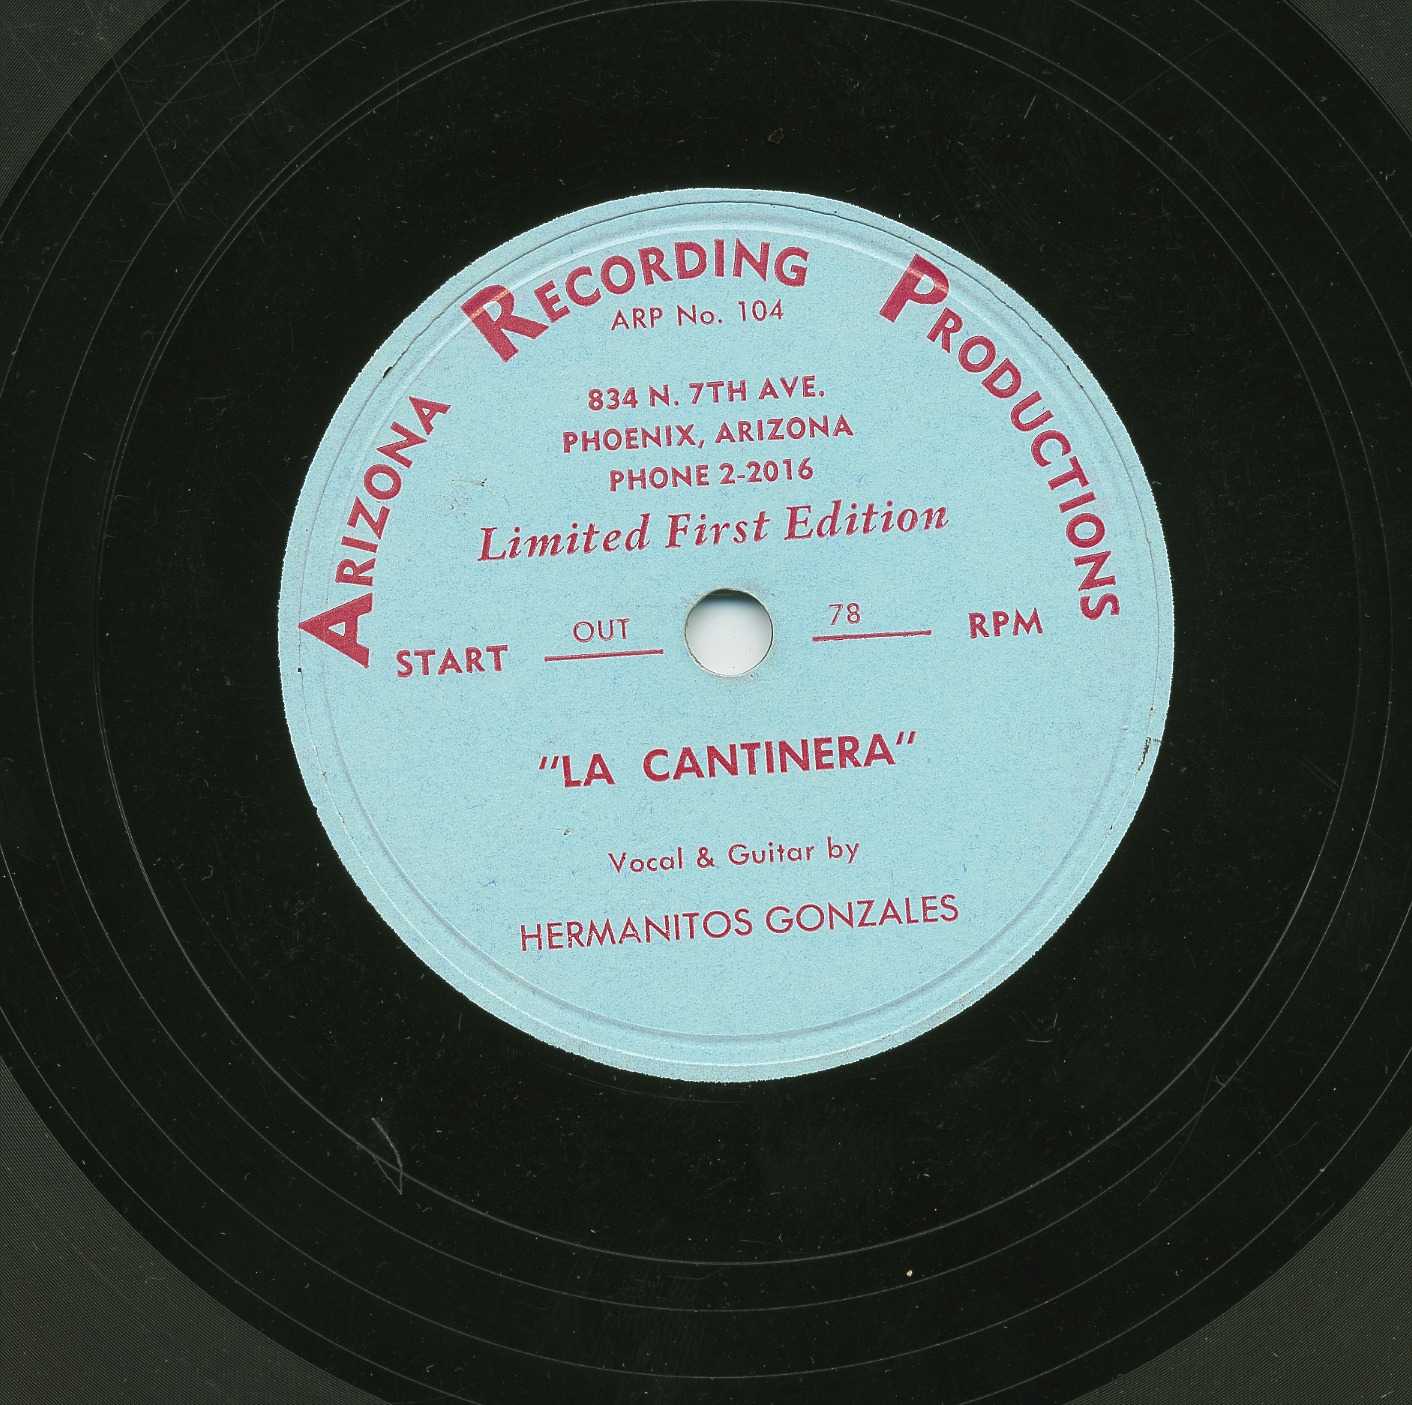 ARIZONA RECORDING PRODUCTIONS
ARP No. 104
834 N. 7TH AVE.
PHOENIX, ARIZONA
PHONE 2-2016
Limited First Edition
START OUT 78 RPM
"LA CANTINERA"
Vocal & Guitar by
HERMANITOS GONZALES